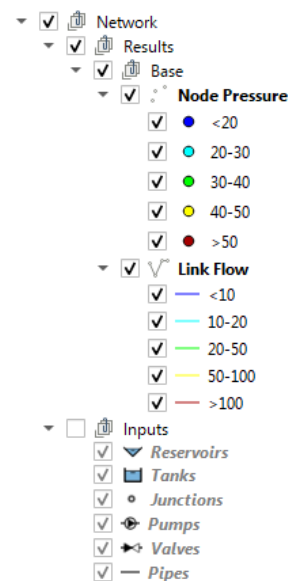 Network
Results
Base
Node Pressure
<20
20-30
30-40
40-50
>50
Link Flow
<10
10-20
20-50
50-100
>100
Inputs
Reservoirs
Tanks
Junctions
Pumps
Valves
Pipes